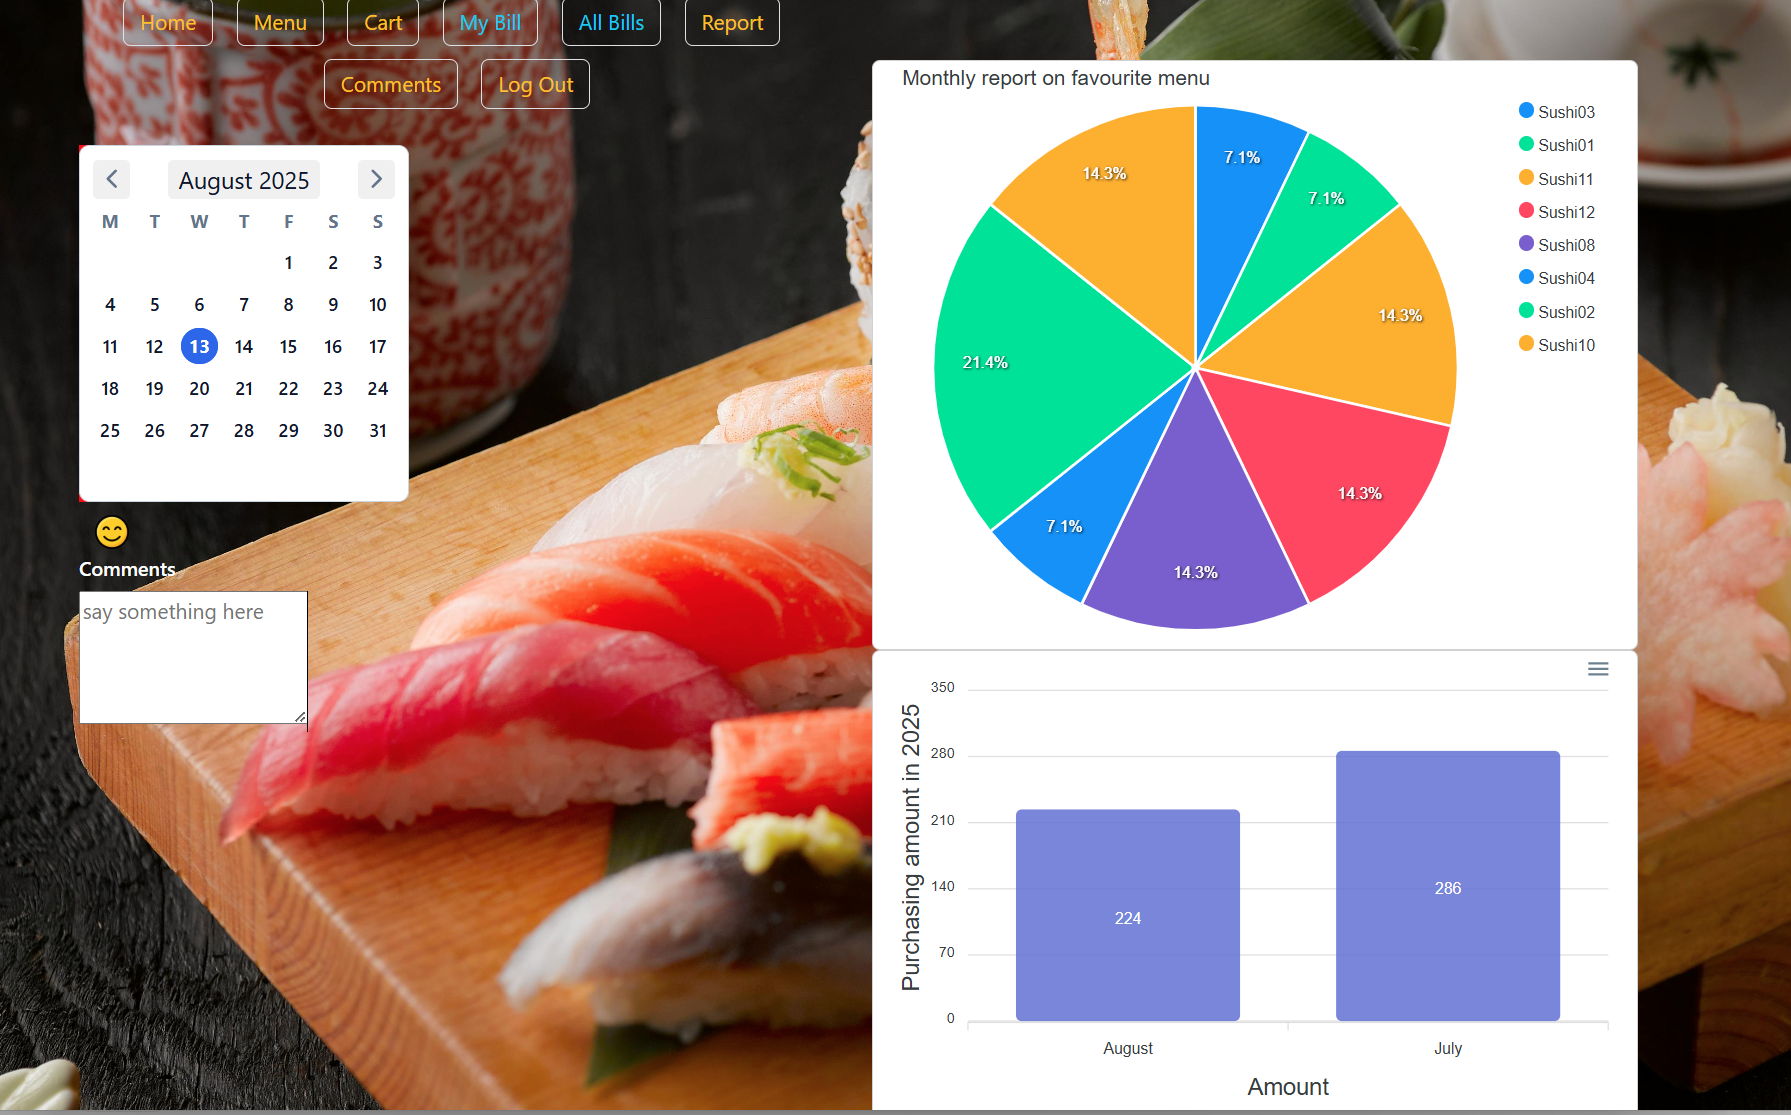 Home Menu Cart My Bill All Bills Report
Comments Log Out
August 2025
M T W T F S S
1 2 3
4 5 6 7 8 9 10
11 12 13 14 15 16 17
18 19 20 21 22 23 24
25 26 27 28 29 30 31
Comments
say something here
Monthly report on favourite menu
7.1%
7.1%
14.3%
14.3%
14.3%
7.1%
21.4%
14.3%
Sushi03
Sushi01
Sushi11
Sushi12
Sushi08
Sushi04
Sushi02
Sushi10
Purchasing amount in 2025
350
280
210
140
70
0
224
286
August July
Amount